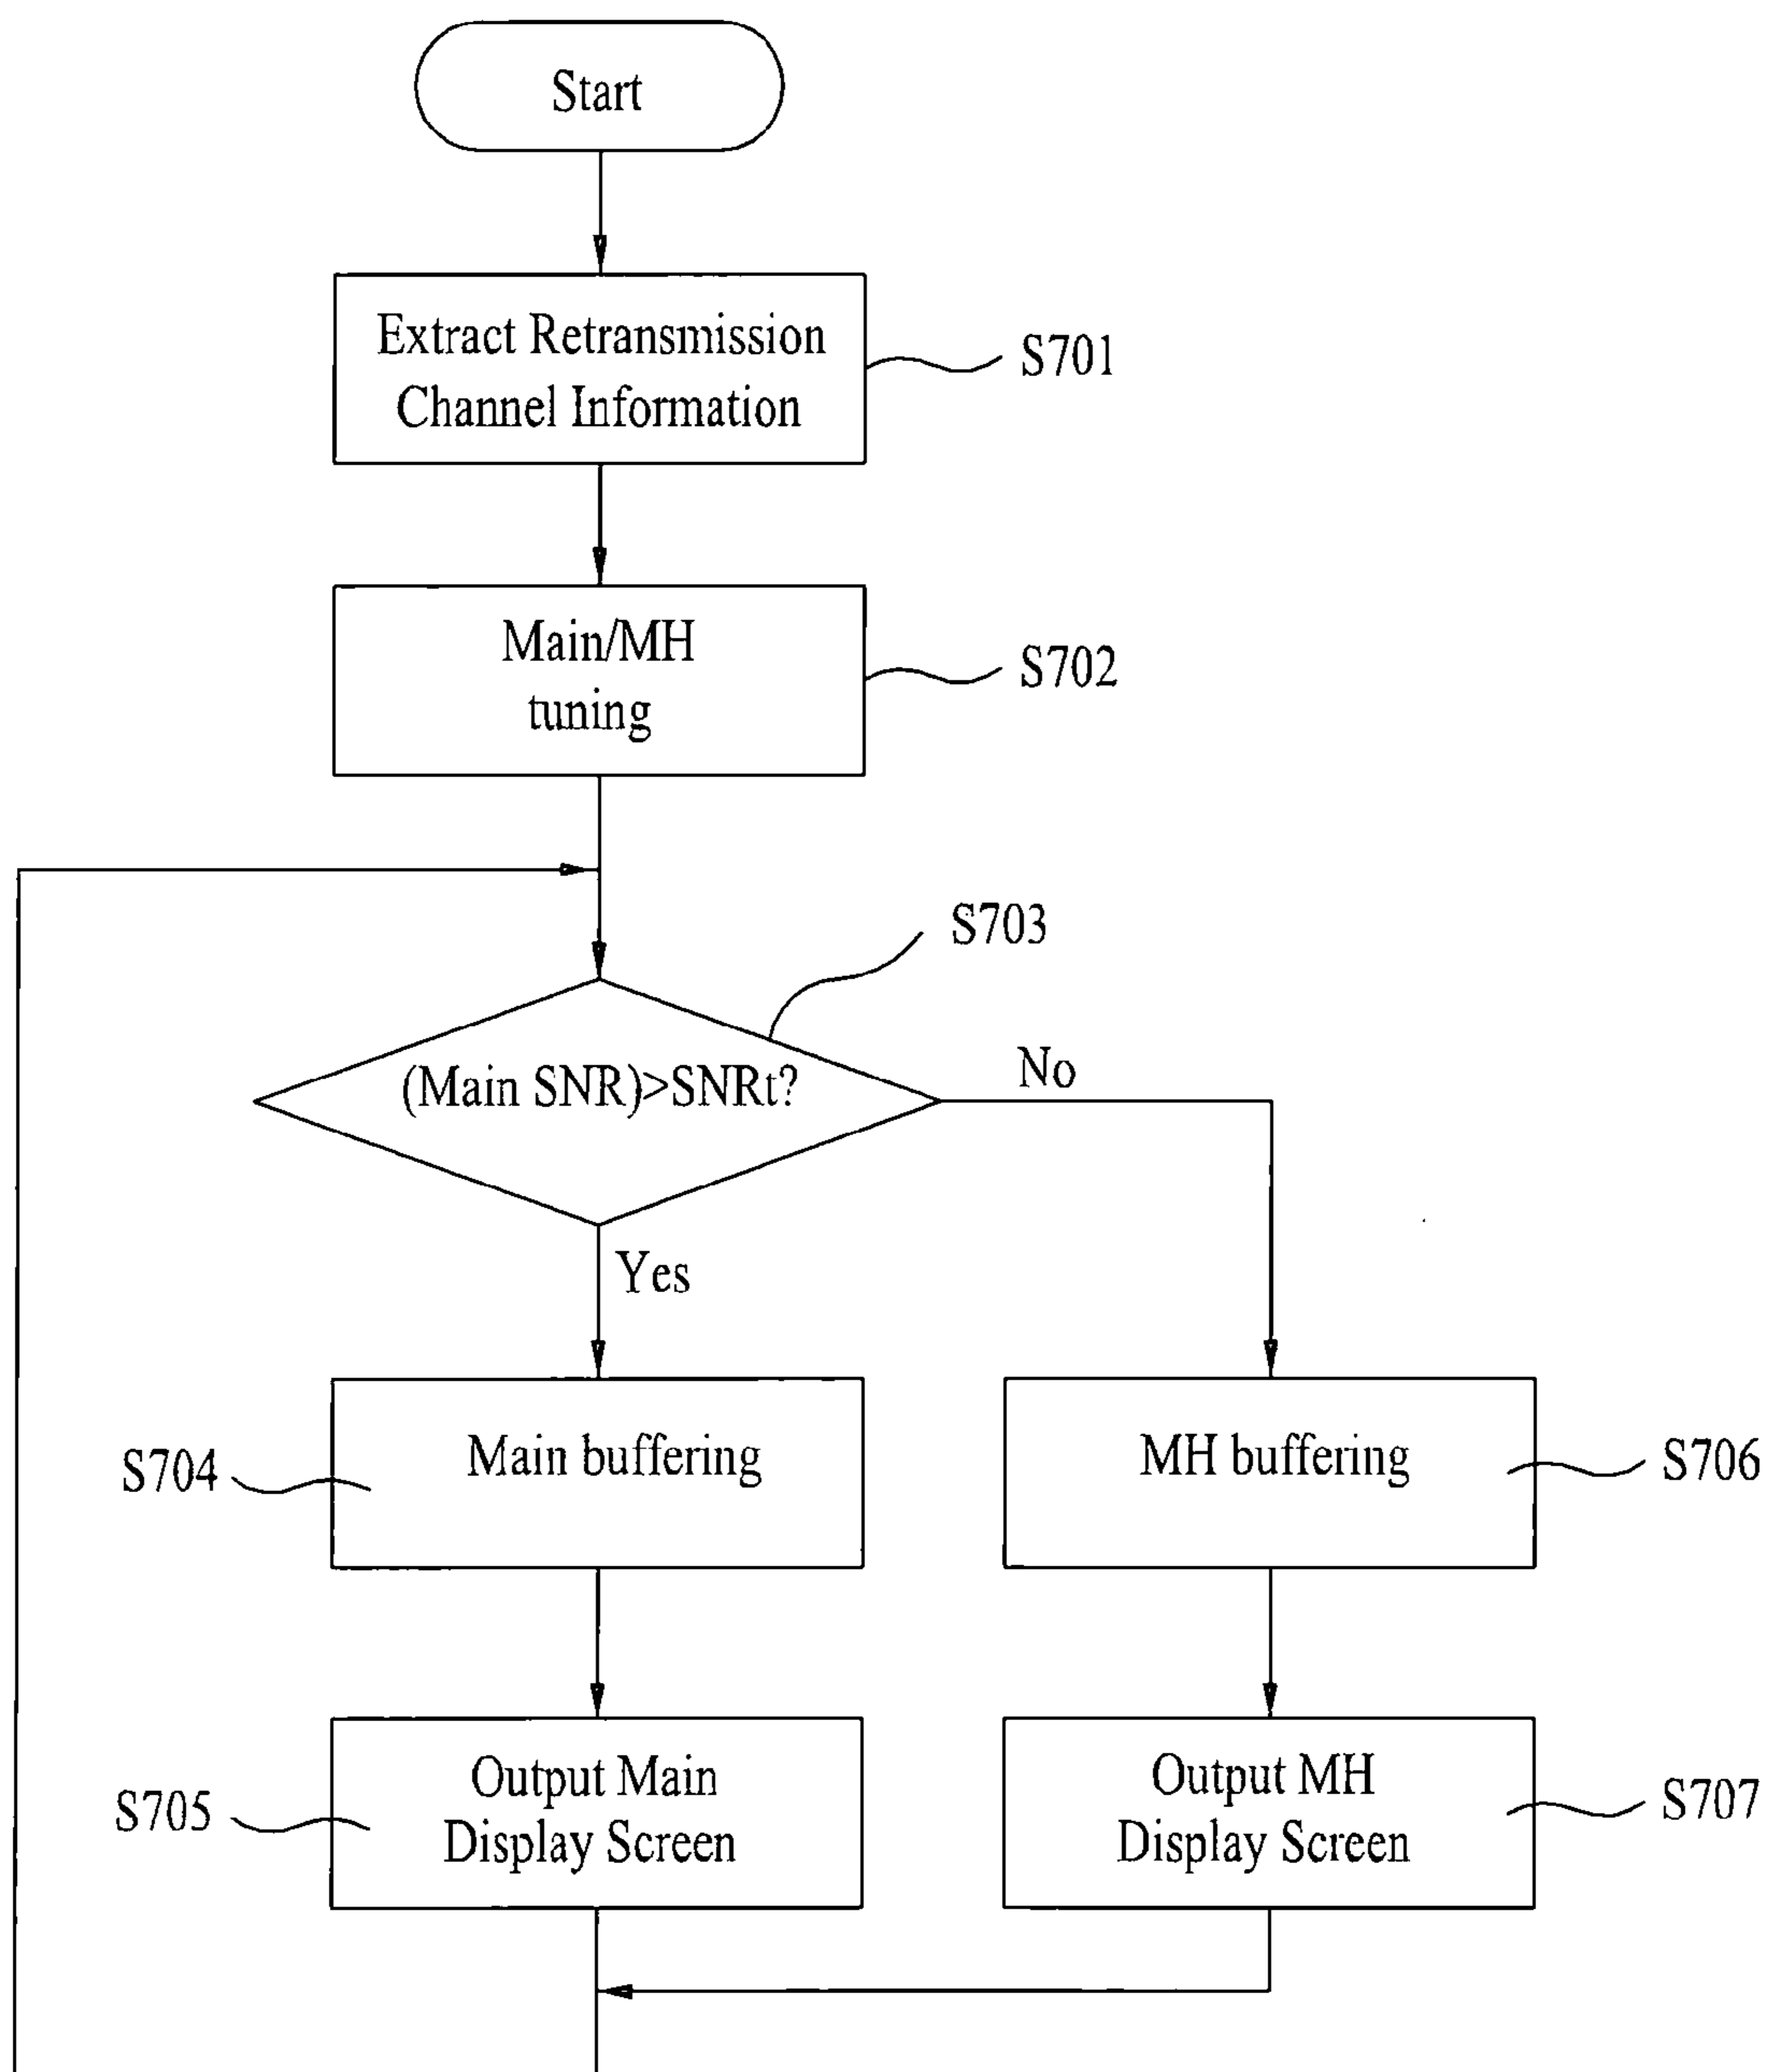 Start
Extract Retransmission
Channel Information
S701
Main/MH
tuning
S702
S703
(Main SNR)>SNRt?
No
Yes
S704
Main buffering
MH buffering
S706
S705
Output Main
Display Screen
Output MH
Display Screen
S707